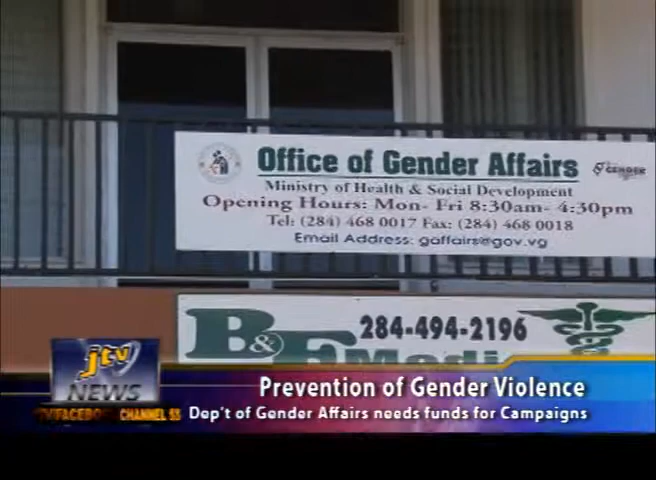 Office of Gender Affairs
Ministry of Health & Social Development
Opening Hours: Mon- Fri 8:30am- 4:30pm
Tel: (284) 468 0017 Fax: (284) 468 0018
Email Address: gaffairs@gov.vg
GENDER
B&F
284-494-2196
jtv
NEWS
Prevention of Gender Violence
Dep't of Gender Affairs needs funds for Campaigns
CHANNEL 55